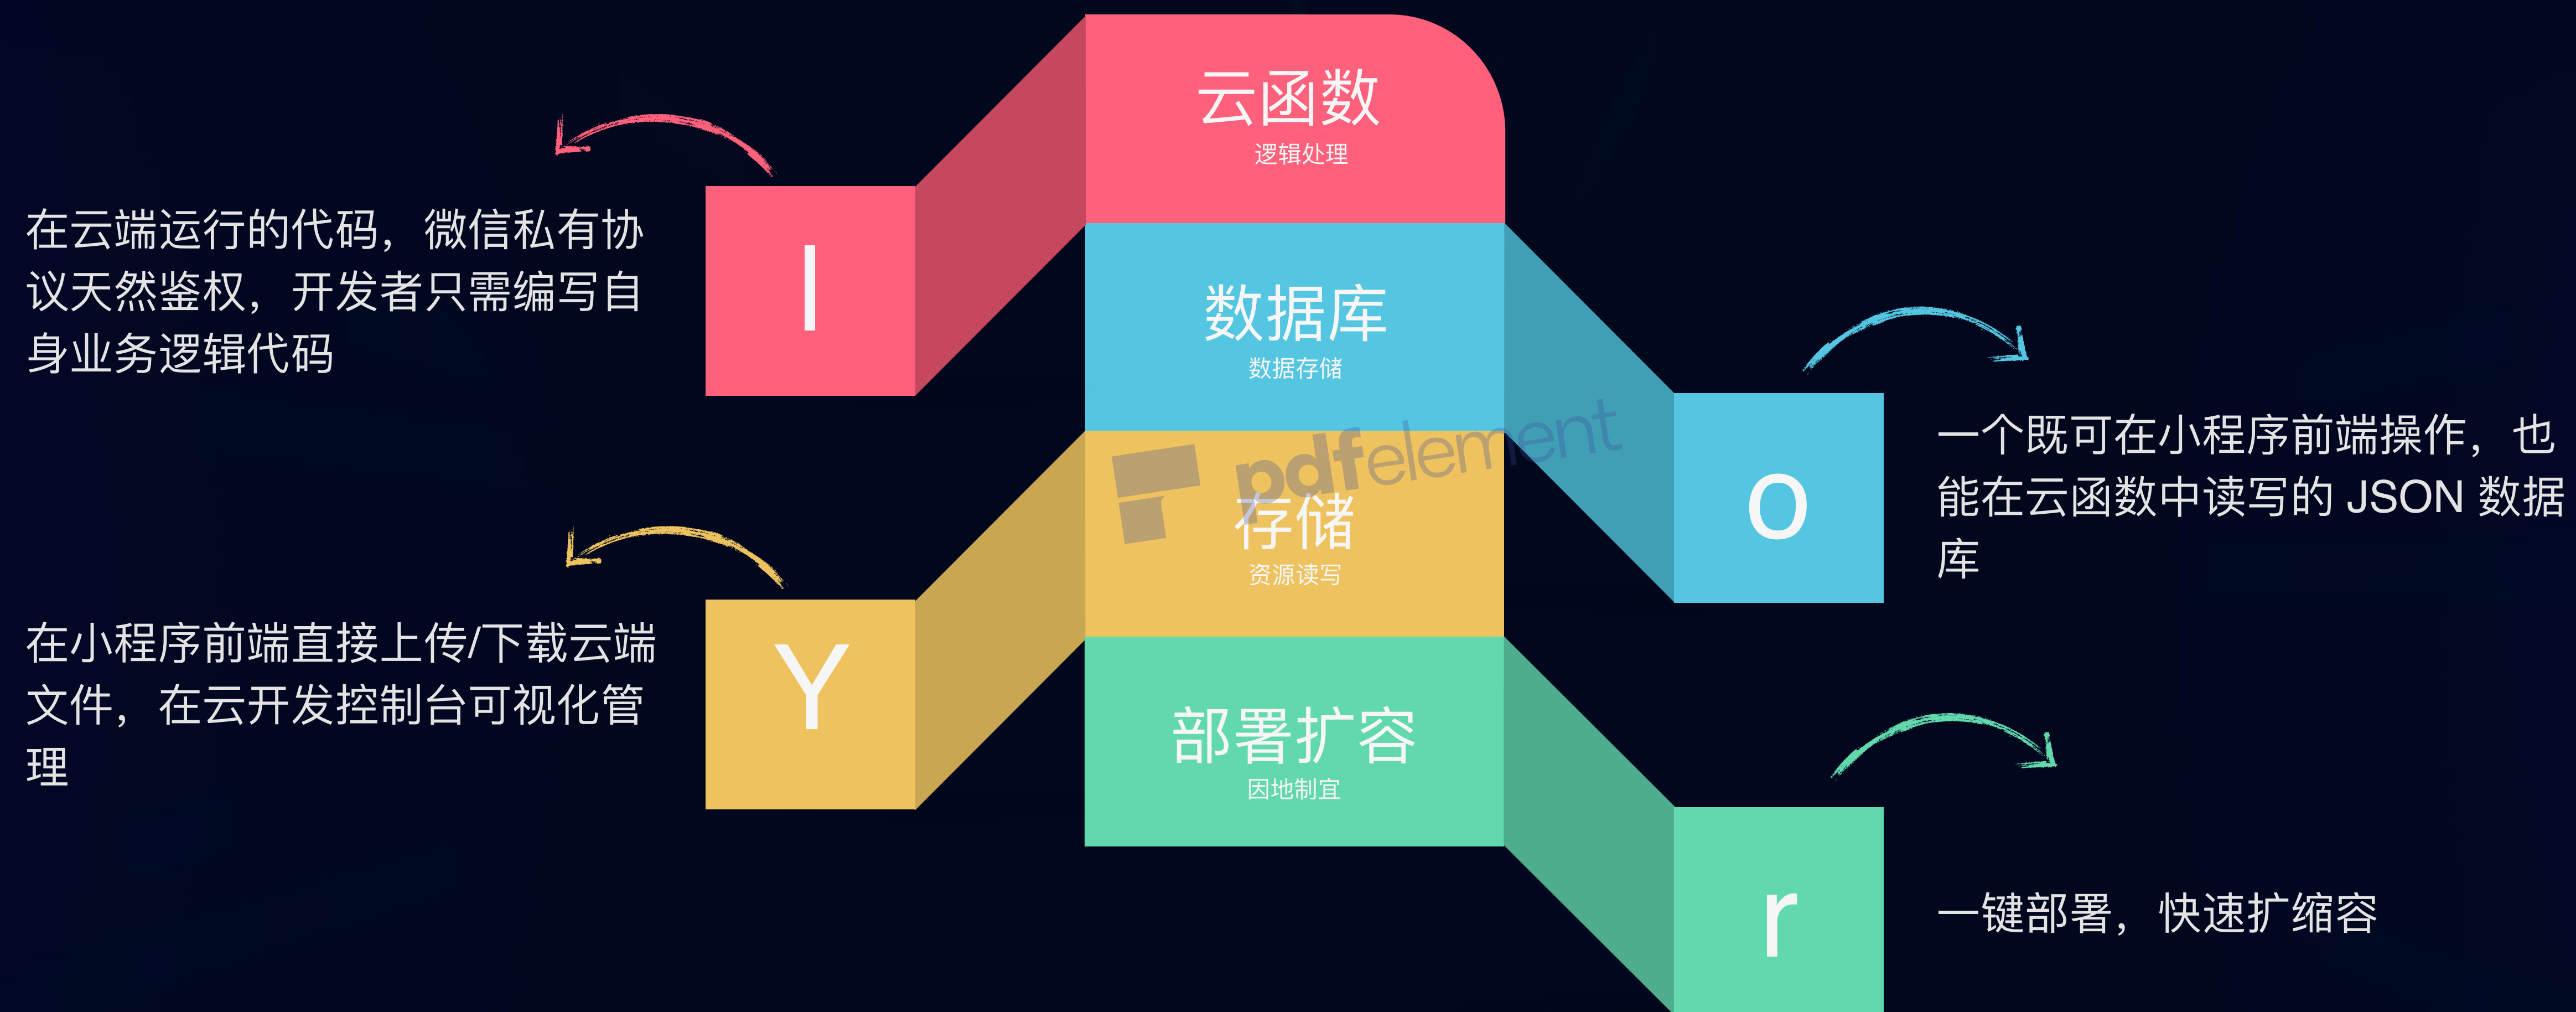 云函数
逻辑处理
l
在云端运行的代码，微信私有协
议天然鉴权，开发者只需编写自
身业务逻辑代码
数据库
数据存储
o
一个既可在小程序前端操作，也
能在云函数中读写的 JSON 数据
库
pdfelement
存储
资源读写
Y
在小程序前端直接上传/下载云端
文件，在云开发控制台可视化管
理
部署扩容
因地制宜
r
一键部署，快速扩缩容